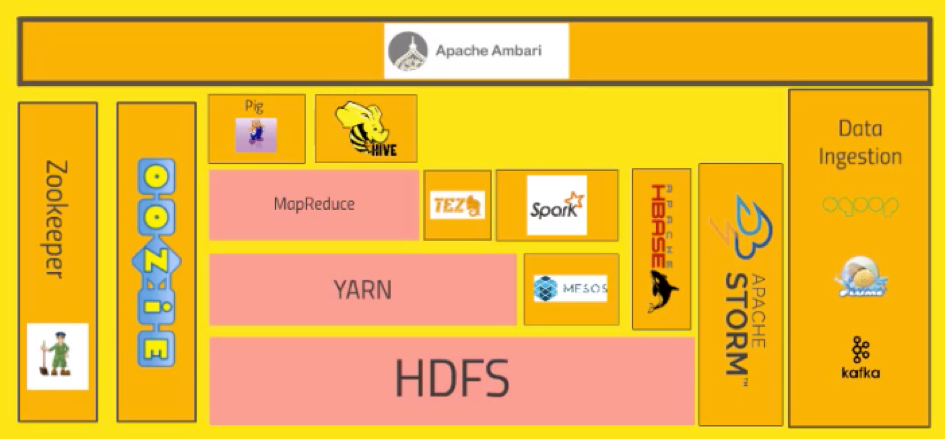 Apache Ambari
Zookeeper
OOZIE
Pig
HIVE
MapReduce
TEZ
Spark
YARN
MESOS
HDFS
APACHE
HBASE
APACHE
STORM™
Data
Ingestion
sqoop
FLUME
kafka